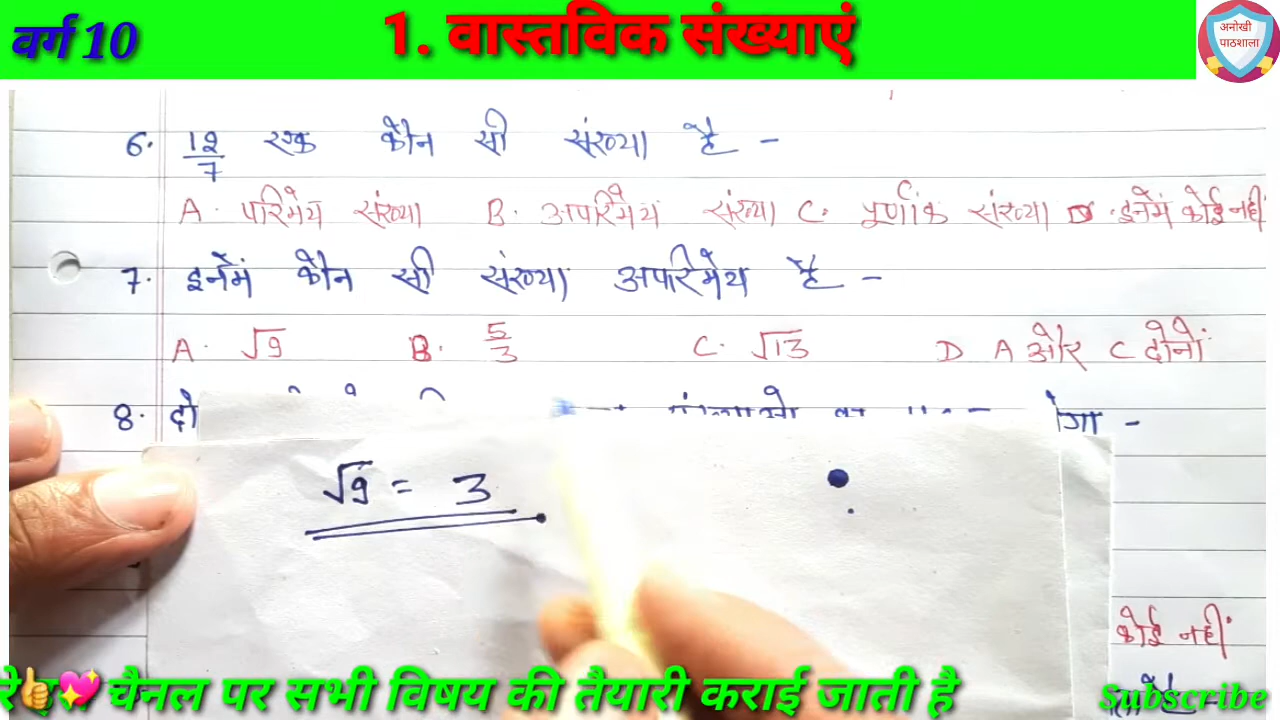 वर्ग 10
1. वास्तविक संख्याएं
अनोखी
पाठशाला
6. 12/7 एक कौन सी संख्या है -
A. परिमेय संख्या B. अपरिमेय संख्या C. पूर्णांक संख्या D. इनमें कोई नहीं
7. इनमें कौन सी संख्या अपरिमेय है -
A. √9 B. 5/3 C. √13 D A और C दोनों.
8. दो
√9 = 3
कोई नहीं
चैनल पर सभी विषय की तैयारी कराई जाती है
Subscribe